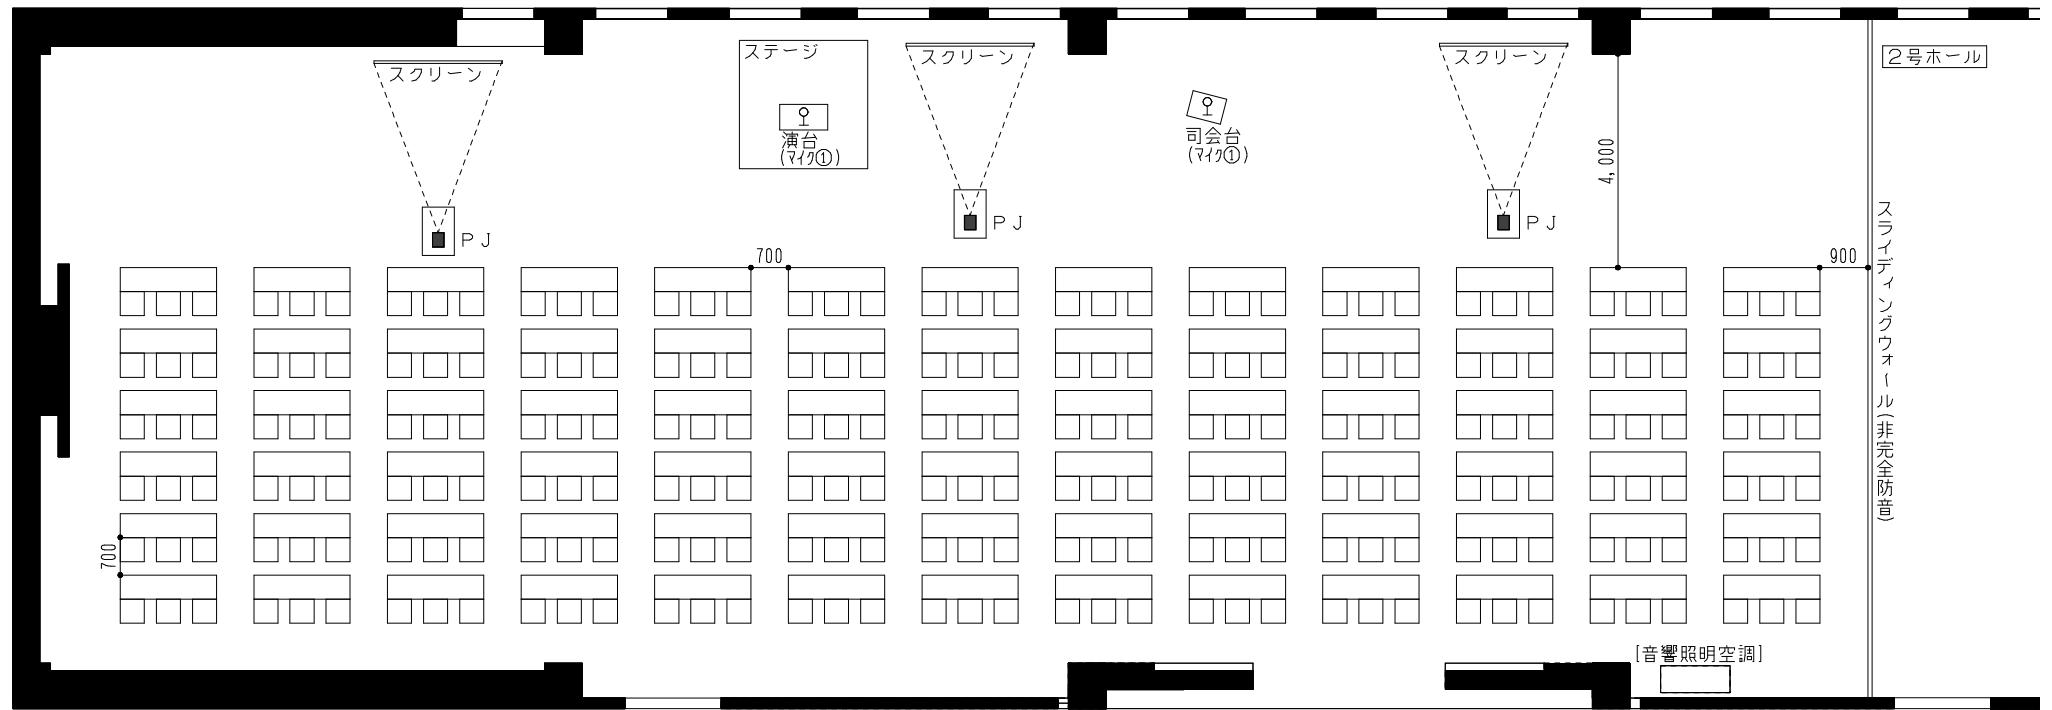 スクリーン
ステージ
スクリーン
スクリーン
２号ホール
演台
(ﾏｲｸ①)
司会台
(ﾏｲｸ①)
4,000
ＰＪ
ＰＪ
ＰＪ
700
900
スライディングウォール(非完全防音)
700
[音響照明空調]